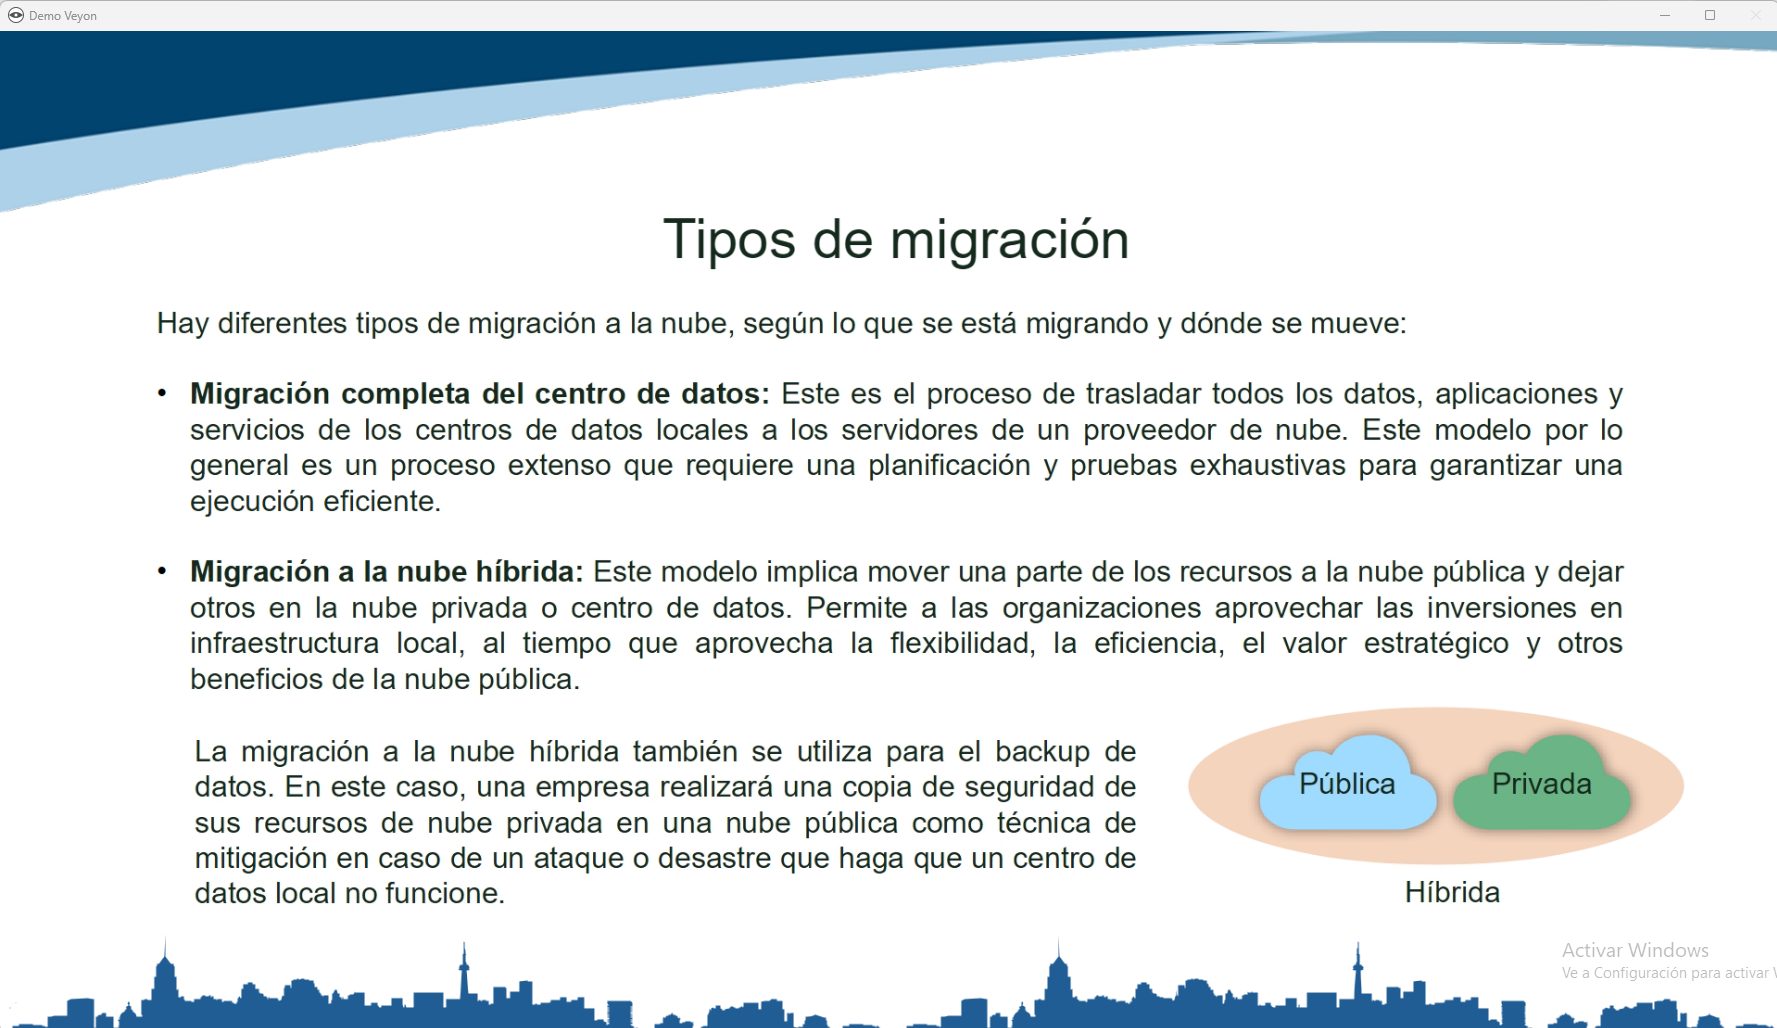 Demo Veyon
Tipos de migración
Hay diferentes tipos de migración a la nube, según lo que se está migrando y dónde se mueve:
• Migración completa del centro de datos: Este es el proceso de trasladar todos los datos, aplicaciones y
servicios de los centros de datos locales a los servidores de un proveedor de nube. Este modelo por lo
general es un proceso extenso que requiere una planificación y pruebas exhaustivas para garantizar una
ejecución eficiente.
• Migración a la nube híbrida: Este modelo implica mover una parte de los recursos a la nube pública y dejar
otros en la nube privada o centro de datos. Permite a las organizaciones aprovechar las inversiones en
infraestructura local, al tiempo que aprovecha la flexibilidad, la eficiencia, el valor estratégico y otros
beneficios de la nube pública.
La migración a la nube híbrida también se utiliza para el backup de
datos. En este caso, una empresa realizará una copia de seguridad de
sus recursos de nube privada en una nube pública como técnica de
mitigación en caso de un ataque o desastre que haga que un centro de
datos local no funcione.
Pública
Privada
Híbrida
Activar Windows
Ve a Configuración para activar